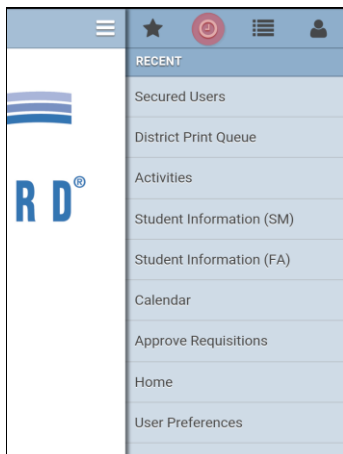 RECENT
Secured Users
District Print Queue
Activities
R D®
Student Information (SM)
Student Information (FA)
Calendar
Approve Requisitions
Home
User Preferences